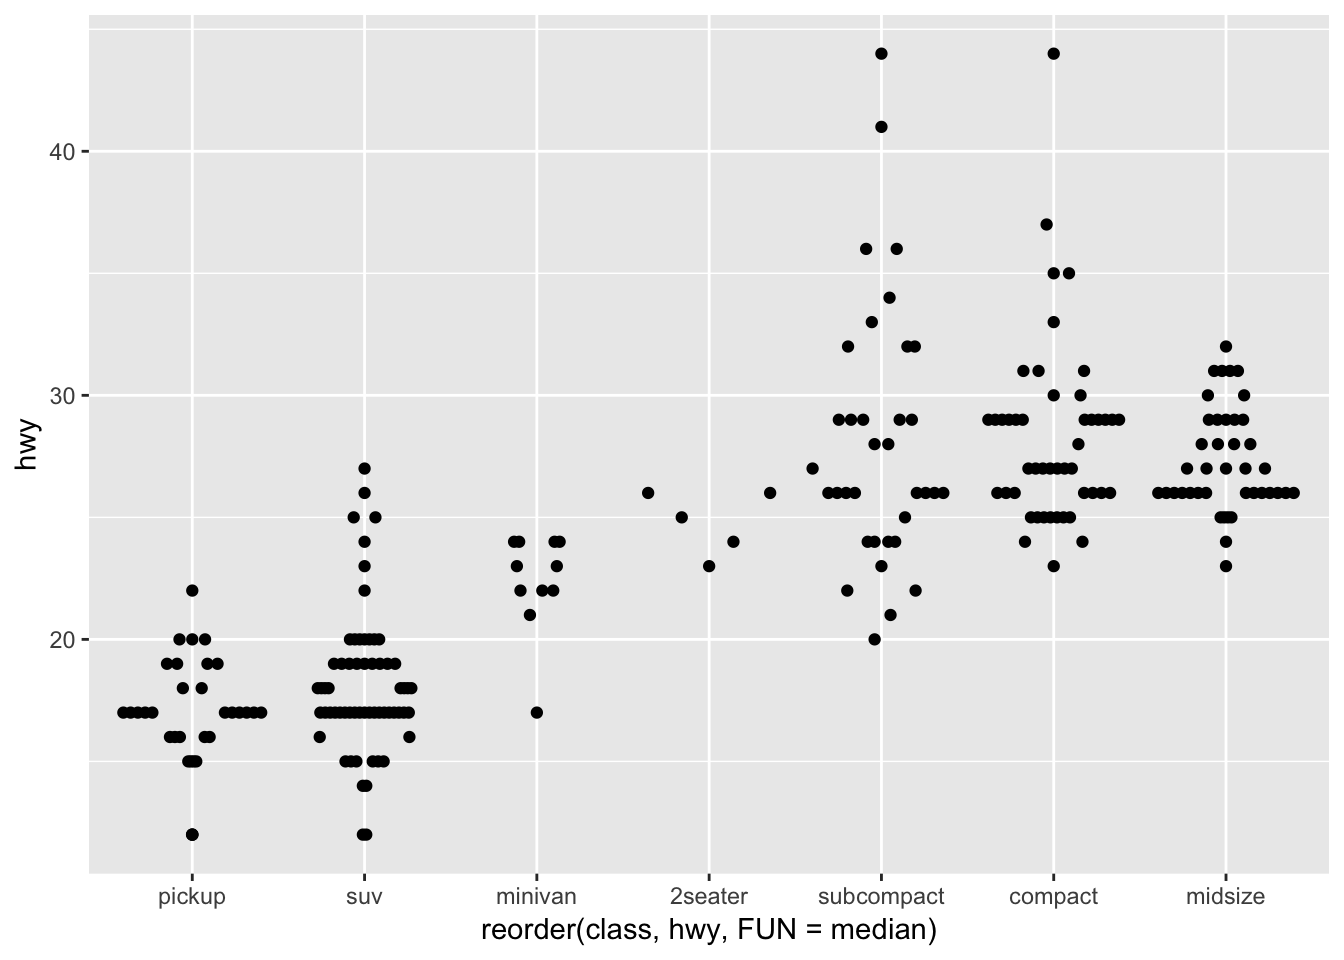 40
30
20
hwy
pickup suv minivan 2seater subcompact compact midsize
reorder(class, hwy, FUN = median)